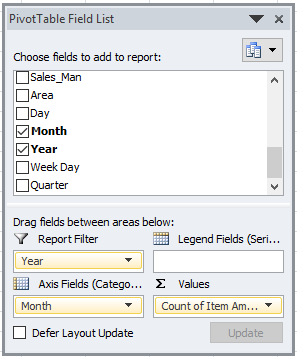 PivotTable Field List
Choose fields to add to report:
Sales_Man
Area
Day
Month
Year
Week Day
Quarter
Drag fields between areas below:
Report Filter
Legend Fields (Seri...
Year
Axis Fields (Catego...
Σ Values
Month
Count of Item Am...
Defer Layout Update
Update